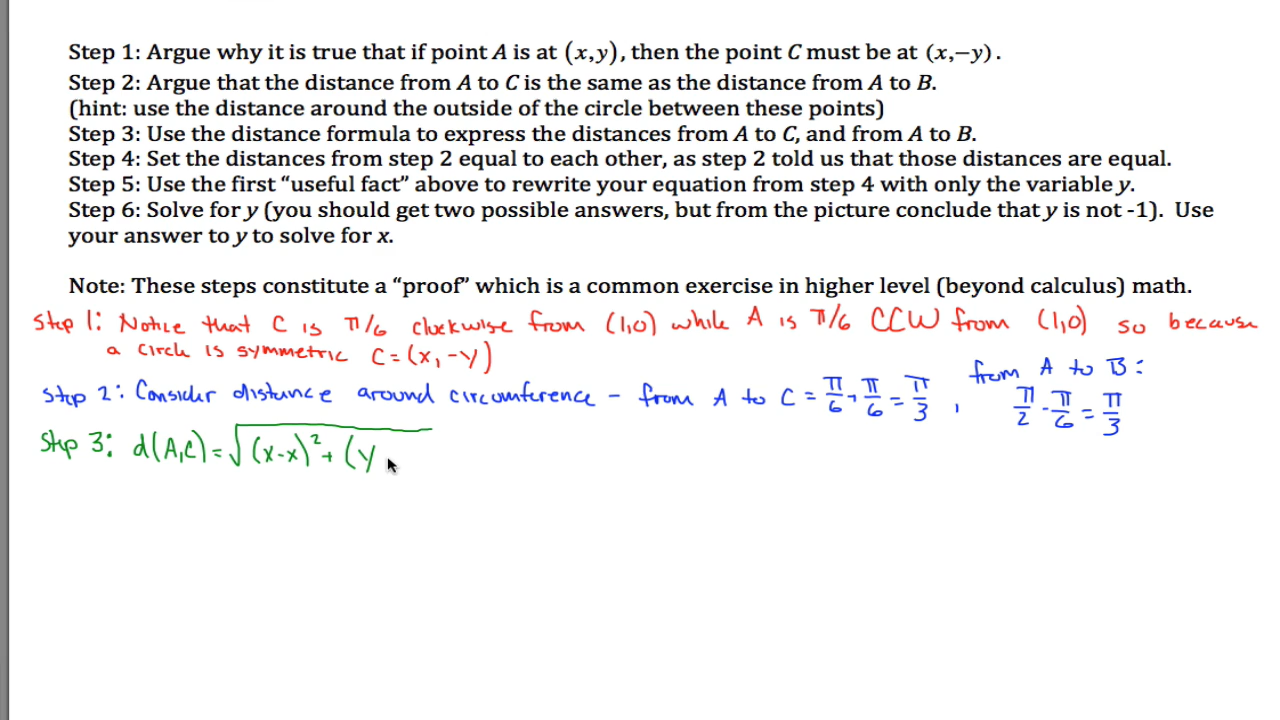 Step 1: Argue why it is true that if point A is at (x,y), then the point C must be at (x,−y).
Step 2: Argue that the distance from A to C is the same as the distance from A to B.
(hint: use the distance around the outside of the circle between these points)
Step 3: Use the distance formula to express the distances from A to C, and from A to B.
Step 4: Set the distances from step 2 equal to each other, as step 2 told us that those distances are equal.
Step 5: Use the first “useful fact” above to rewrite your equation from step 4 with only the variable y.
Step 6: Solve for y (you should get two possible answers, but from the picture conclude that y is not -1). Use
your answer to y to solve for x.
Note: These steps constitute a “proof” which is a common exercise in higher level (beyond calculus) math.
Step 1: Notice that C is π/6 clockwise from (1,0) while A is π/6 CCW from (1,0) so because
a circle is symmetric C=(x,-y)
Step 2: Consider distance around circumference - from A to C = π/6 + π/6 = π/3 , from A to B: π/2 - π/6 = π/3
Step 3: d(A,C)=√(x-x)²+(y